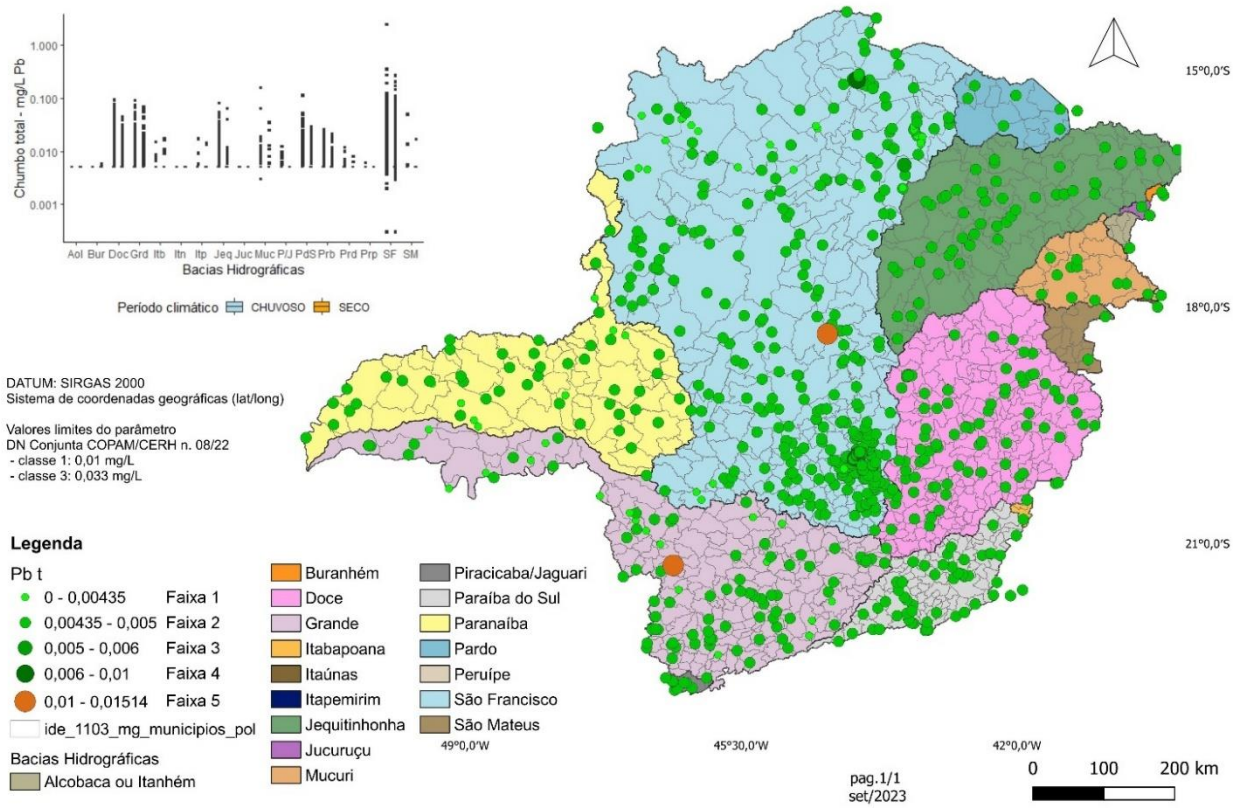 1.000
0.100
0.010
0.001
Chumbo total - mg/L Pb
Aol Bur Doc Grd Itb Itn Itp Jeq Juc Muc P/J PdS Prb Prd Prp SF SM
Bacias Hidrográficas
Período climático CHUVOSO SECO
15°0,0'S
18°0,0'S
21°0,0'S
DATUM: SIRGAS 2000
Sistema de coordenadas geográficas (lat/long)
Valores limites do parâmetro
DN Conjunta COPAM/CERH n. 08/22
- classe 1: 0,01 mg/L
- classe 3: 0,033 mg/L
Legenda
Pb t
0 - 0,00435 Faixa 1
0,00435 - 0,005 Faixa 2
0,005 - 0,006 Faixa 3
0,006 - 0,01 Faixa 4
0,01 - 0,01514 Faixa 5
ide_1103_mg_municipios_pol
Bacias Hidrográficas
Alcobaca ou Itanhém
Buranhém
Doce
Grande
Itabapoana
Itaúnas
Itapemirim
Jequitinhonha
Jucuruçu
Mucuri
Piracicaba/Jaguari
Paraíba do Sul
Paranaíba
Pardo
Peruípe
São Francisco
São Mateus
49°0,0'W
45°30,0'W
42°0,0'W
pag.1/1
set/2023
0 100 200 km